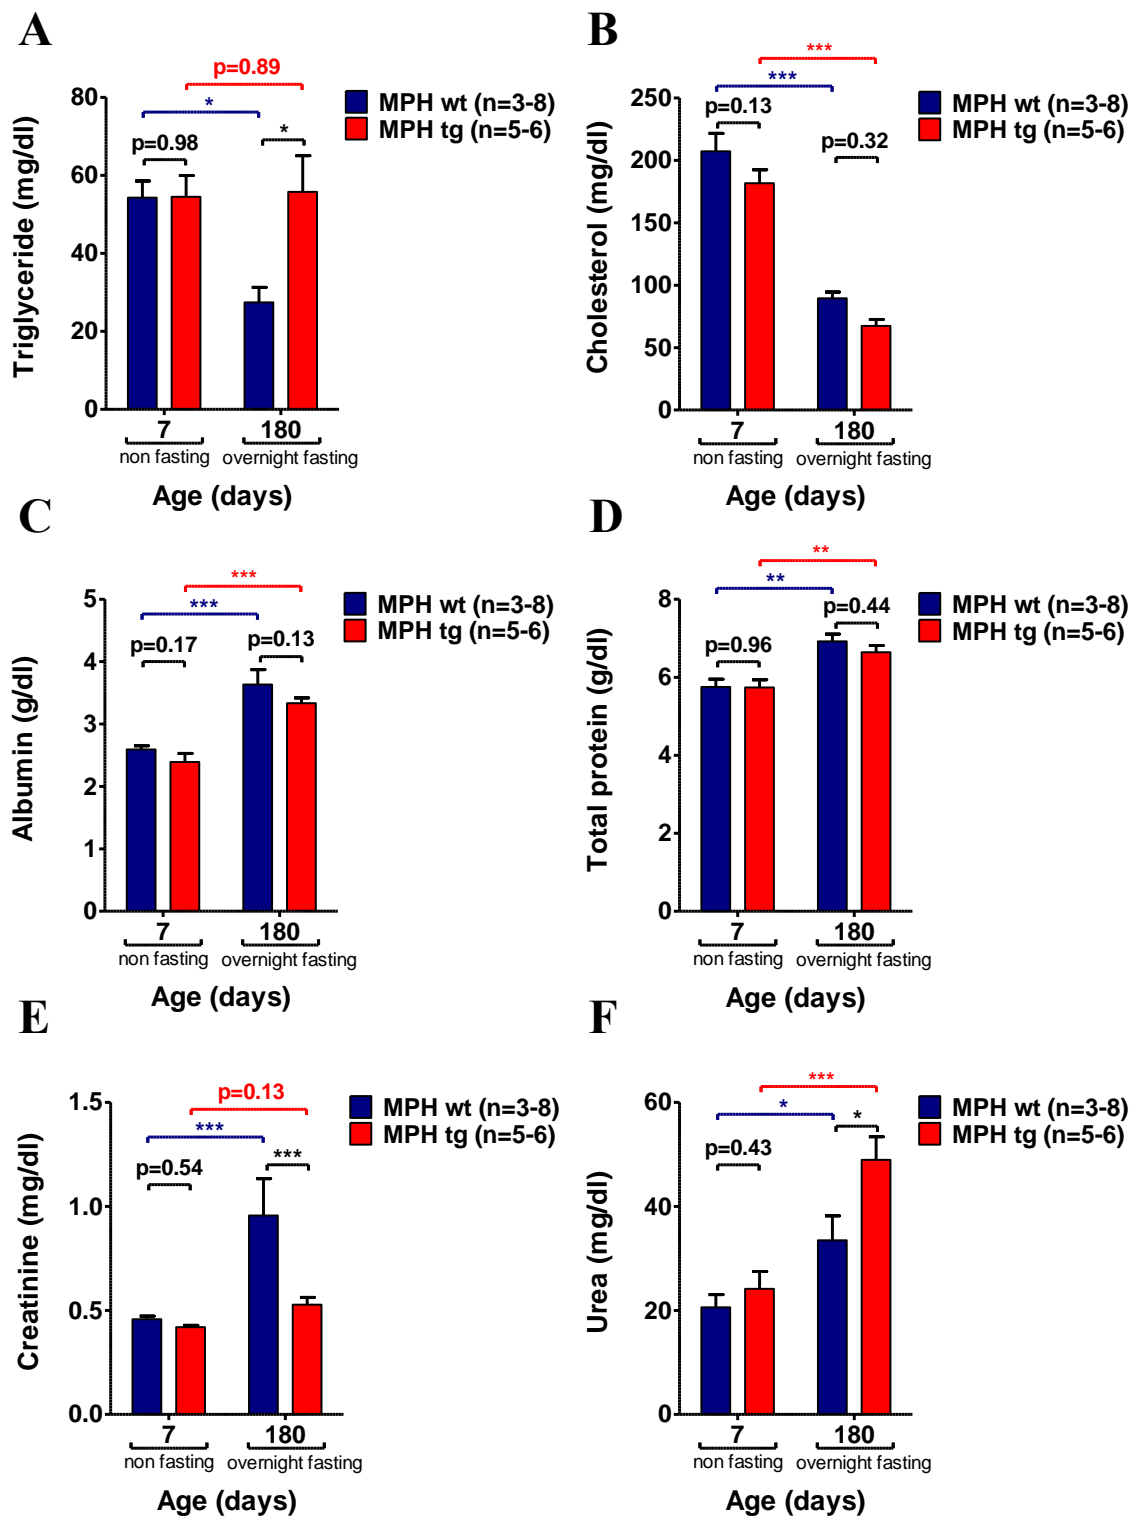 A
p=0.89
*
*
p=0.98
MPH wt (n=3-8)
MPH tg (n=5-6)
Triglyceride (mg/dl)
80
60
40
20
0
7
180
non fasting
overnight fasting
Age (days)
B
***
***
p=0.13
p=0.32
MPH wt (n=3-8)
MPH tg (n=5-6)
Cholesterol (mg/dl)
250
200
150
100
50
0
7
180
non fasting
overnight fasting
Age (days)
C
***
***
p=0.17
p=0.13
MPH wt (n=3-8)
MPH tg (n=5-6)
Albumin (g/dl)
5
4
3
2
1
0
7
180
non fasting
overnight fasting
Age (days)
D
**
**
p=0.96
p=0.44
MPH wt (n=3-8)
MPH tg (n=5-6)
Total protein (g/dl)
8
6
4
2
0
7
180
non fasting
overnight fasting
Age (days)
E
p=0.13
***
p=0.54
***
MPH wt (n=3-8)
MPH tg (n=5-6)
Creatinine (mg/dl)
1.5
1.0
0.5
0.0
7
180
non fasting
overnight fasting
Age (days)
F
***
*
*
p=0.43
MPH wt (n=3-8)
MPH tg (n=5-6)
Urea (mg/dl)
60
40
20
0
7
180
non fasting
overnight fasting
Age (days)